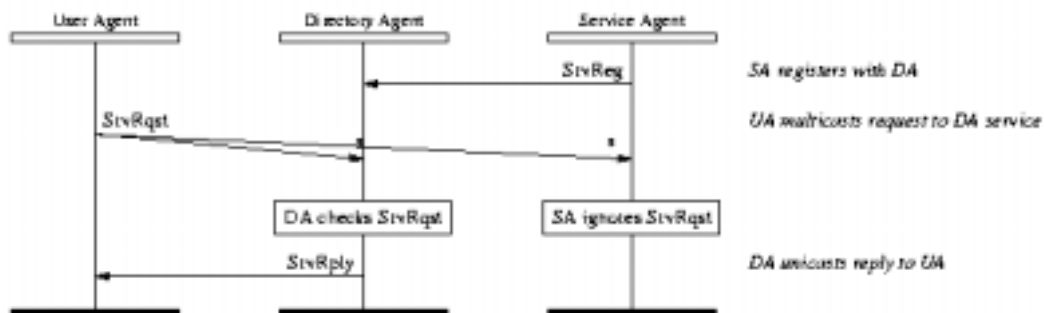 User Agent Directory Agent Service Agent
SrvReg SA registers with DA
SrvRqst UA multicasts request to DA service
DA checks SrvRqst SA ignores SrvRqst
SrvRply DA unicasts reply to UA